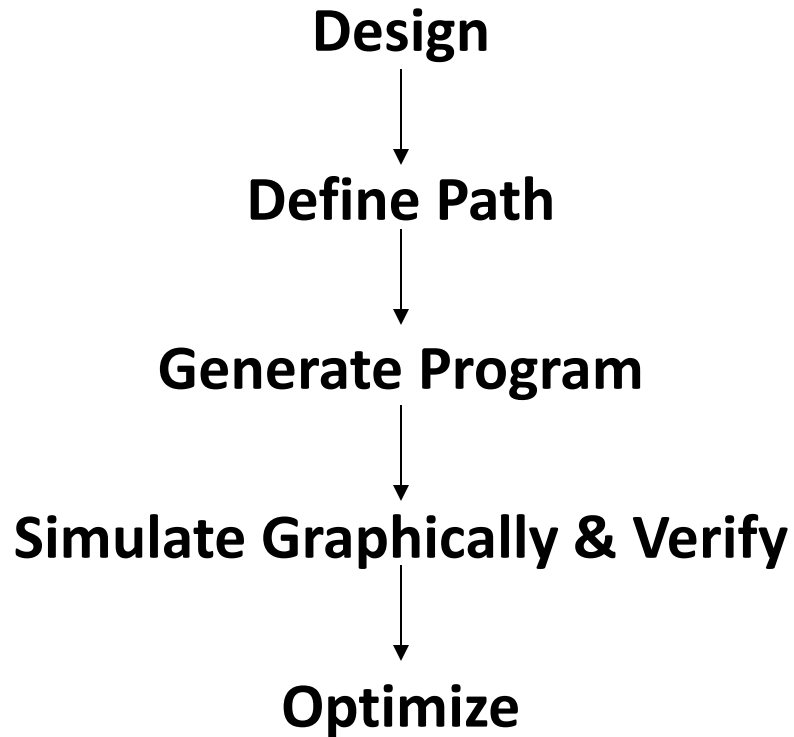 Design
Define Path
Generate Program
Simulate Graphically & Verify
Optimize